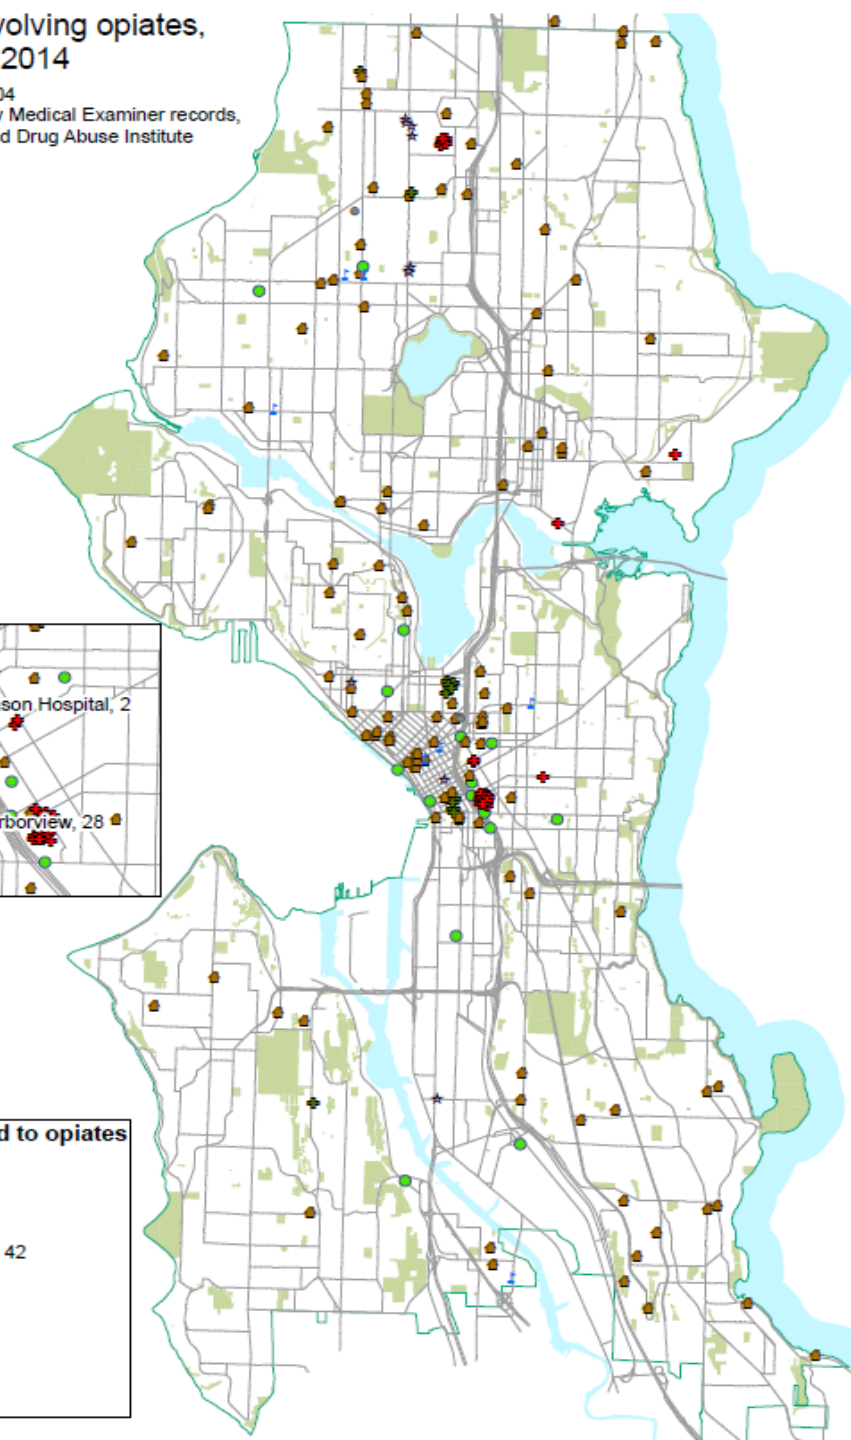 volving opiates,
2014
04
y Medical Examiner records,
d Drug Abuse Institute
son Hospital, 2
rborview, 28
d to opiates
42